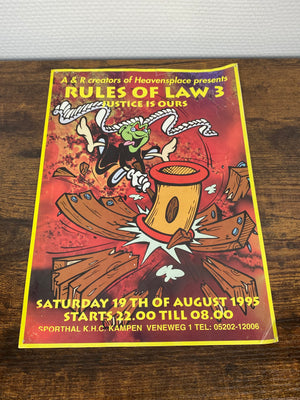 A & R creators of Heavensplace presents
RULES OF LAW 3
JUSTICE IS OURS
SATURDAY 19 TH OF AUGUST 1995
STARTS 22.00 TILL 08.00
SPORTHAL K.H.C. KAMPEN VENEWEG 1 TEL: 05202-12006